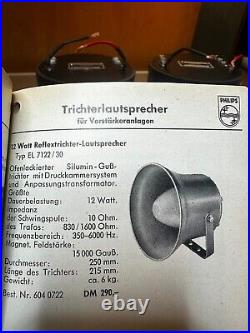 Trichterlautsprecher
für Verstärkeranlagen
PHILIPS
12 Watt Reflextrichter-Lautsprecher
Typ EL 7122/30
Ofenlackierter Silumin-Guß-
trichter mit Druckkammersystem
und Anpassungstransformator.
Größte
Dauerbelastung: 12 Watt.
Impedanz
der Schwingspule: 10 Ohm.
des Trafos: 830/1600 Ohm.
Frequenzbereich: 350-6000 Hz.
Magnet. Feldstärke:
15 000 Gauß.
Durchmesser: 250 mm.
Länge des Trichters: 215 mm.
Gewicht: ca. 6 kg.
Best. Nr. 604 0722 DM 290,-